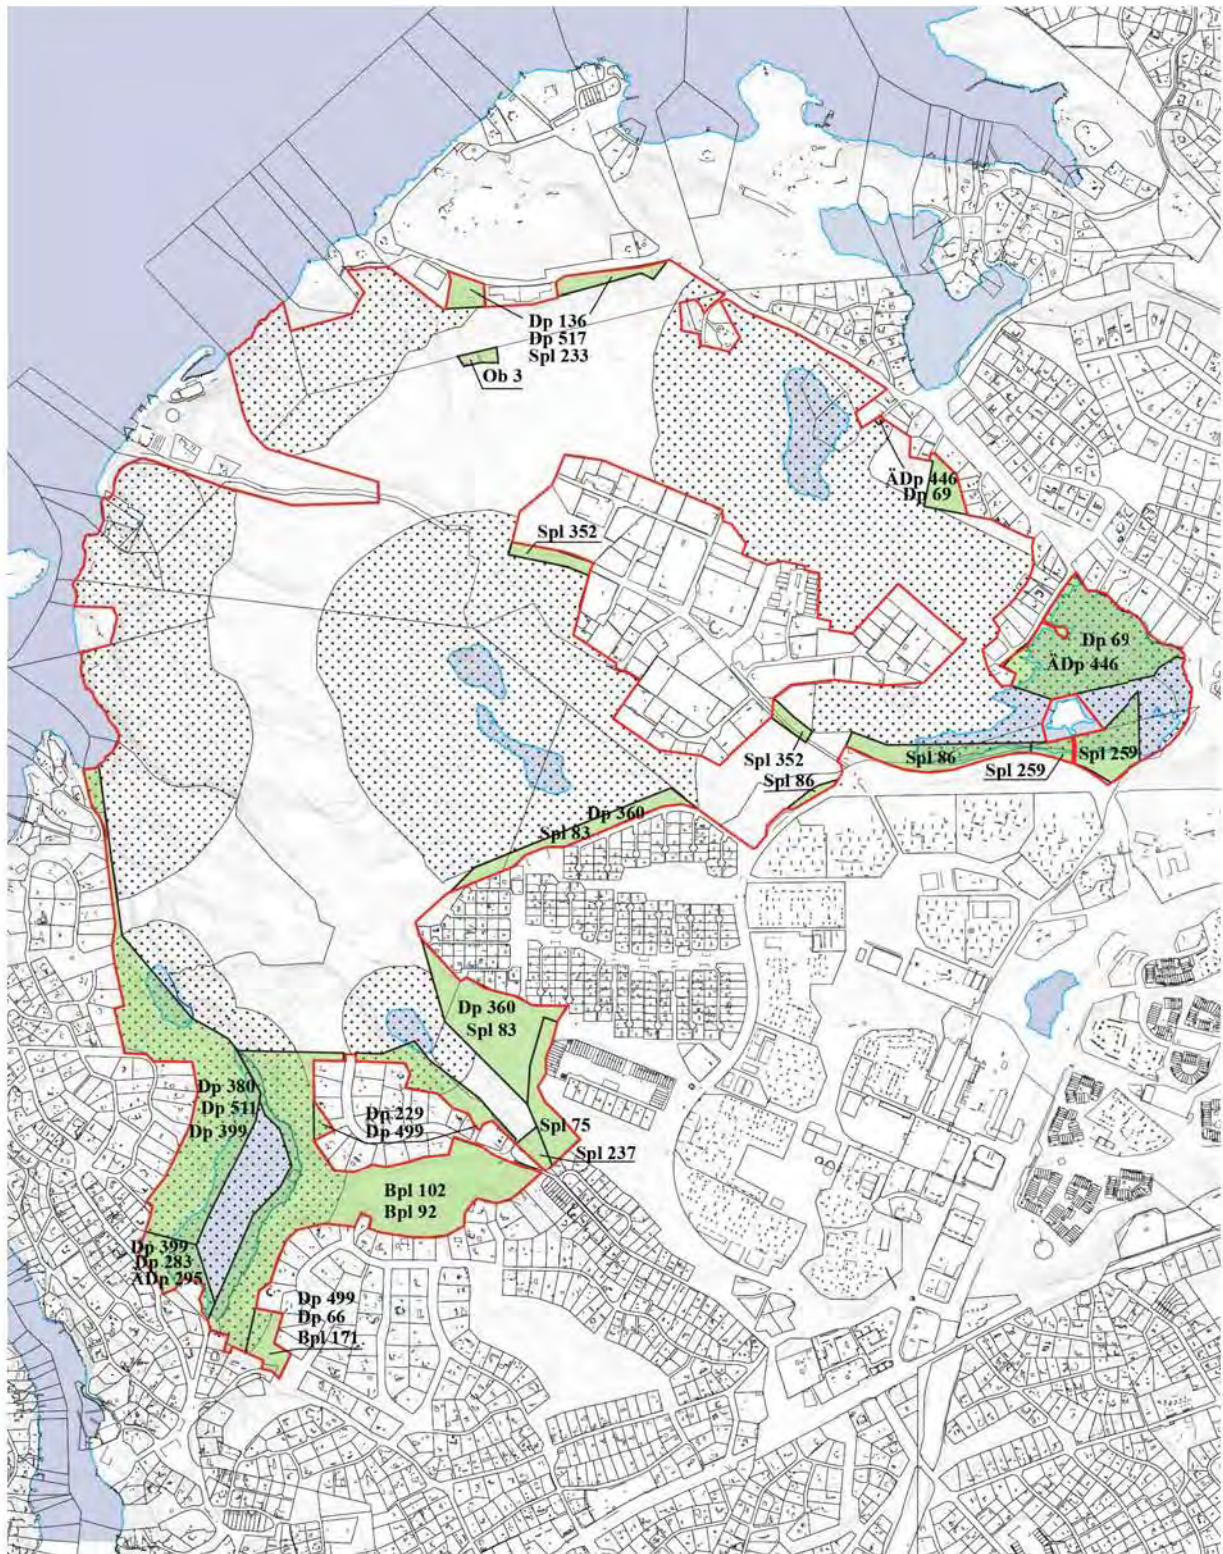 Dp 136
Dp 517
Spl 233
Ob 3
ÄDp 446
Dp 69
Spl 352
Dp 69
ÄDp 446
Spl 352
Spl 86
Spl 86
Spl 259
Spl 259
Dp 360
Spl 83
Dp 360
Spl 83
Dp 380
Dp 511
Dp 399
Dp 229
Dp 499
Spl 75
Spl 237
Bpl 102
Bpl 92
Dp 399
Dp 283
ÄDp 295
Dp 499
Dp 66
Bpl 171